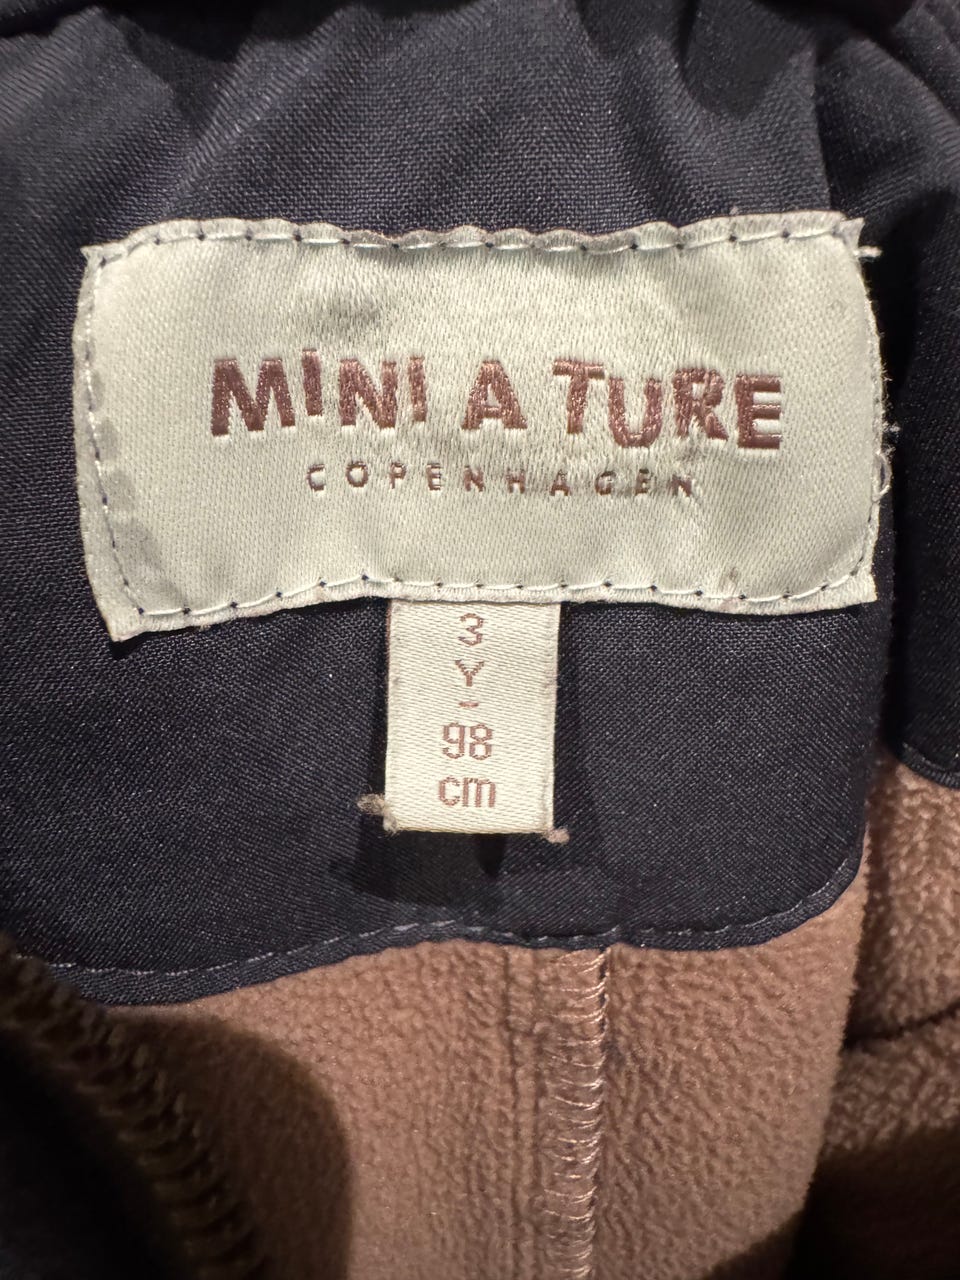 MINI A TURE
COPENHAGEN
3
Y
-
98
cm